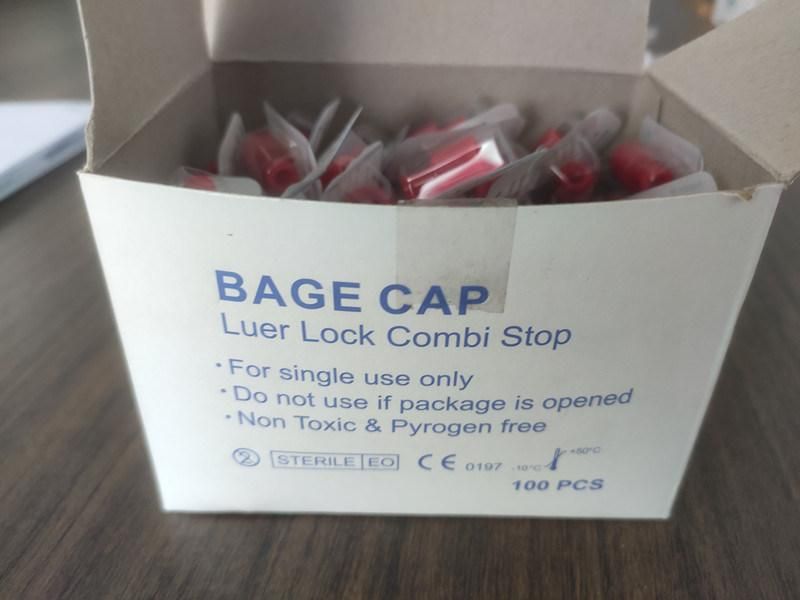 BAGE CAP
Luer Lock Combi Stop
• For single use only
• Do not use if package is opened
• Non Toxic & Pyrogen free
2 STERILE EO CE 0197 -10°C +50°C
100 PCS